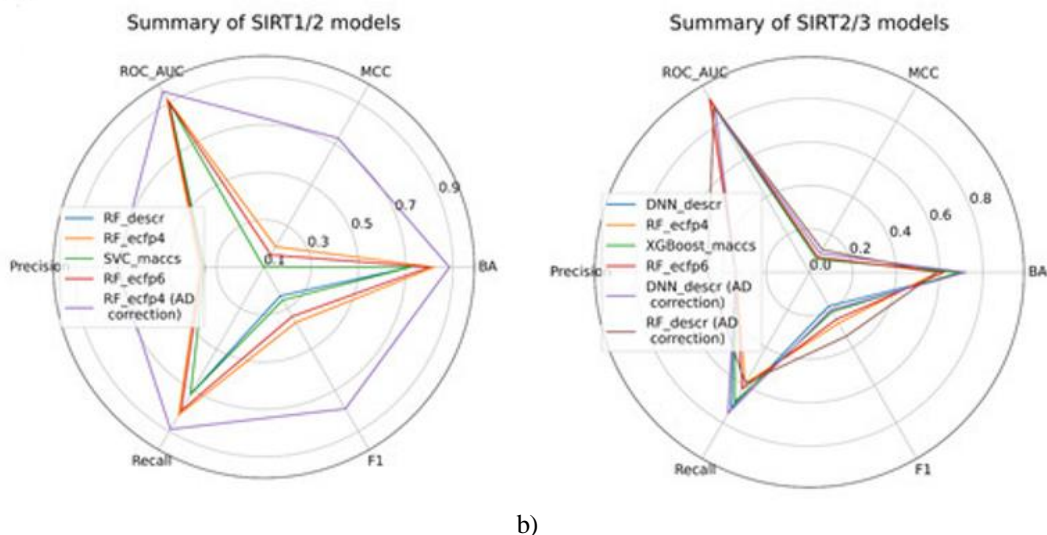 Summary of SIRT1/2 models
ROC_AUC
MCC
0.9
0.7
0.5
0.3
0.1
BA
Precision
RF_descr
RF_ecfp4
SVC_maccs
RF_ecfp6
RF_ecfp4 (AD
correction)
Recall
F1
Summary of SIRT2/3 models
ROC_AUC
MCC
0.8
0.6
0.4
0.2
0.0
BA
Precision
DNN_descr
RF_ecfp4
XGBoost_maccs
RF_ecfp6
DNN_descr (AD
correction)
RF_descr (AD
correction)
Recall
F1
b)